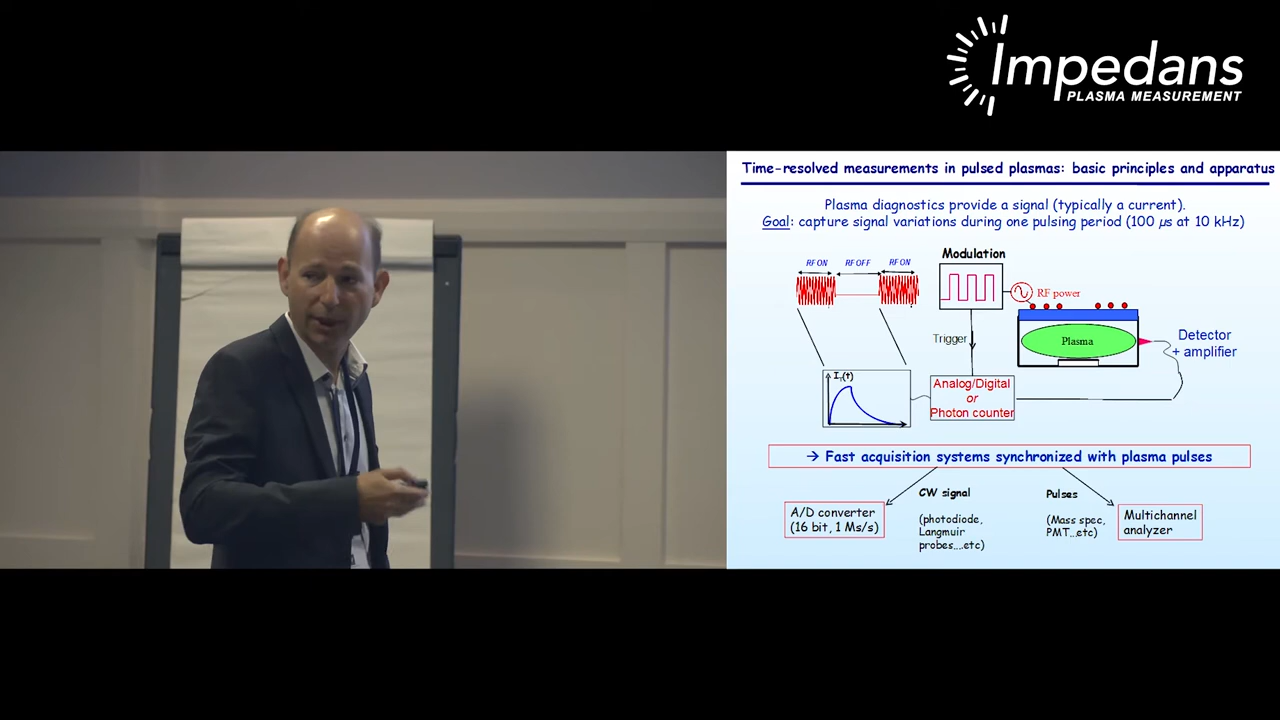 Impedans
PLASMA MEASUREMENT
Time-resolved measurements in pulsed plasmas: basic principles and apparatus
Plasma diagnostics provide a signal (typically a current).
Goal: capture signal variations during one pulsing period (100 µs at 10 kHz)
RF ON
RF OFF
RF ON
Modulation
RF power
Trigger
Plasma
Detector
+ amplifier
I₁(t)
Analog/Digital
or
Photon counter
→ Fast acquisition systems synchronized with plasma pulses
A/D converter
(16 bit, 1 Ms/s)
CW signal
(photodiode,
Langmuir
probes....etc)
Pulses
(Mass spec,
PMT...etc)
Multichannel
analyzer